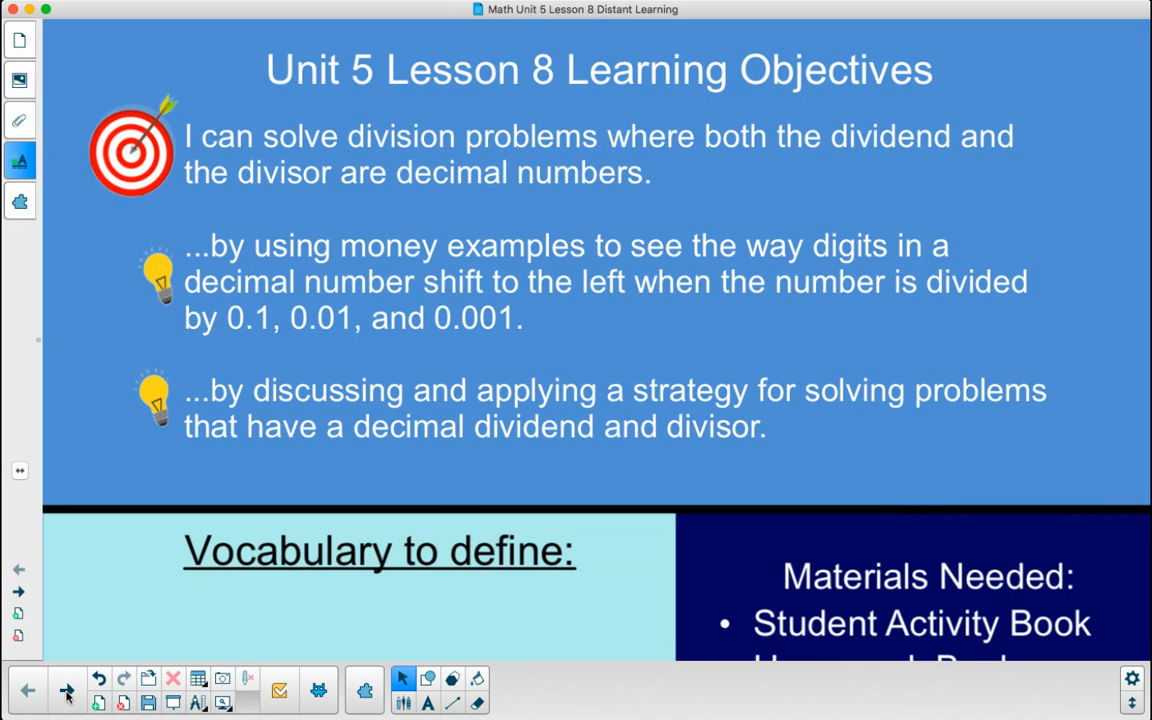 Math Unit 5 Lesson 8 Distant Learning
Unit 5 Lesson 8 Learning Objectives
I can solve division problems where both the dividend and
the divisor are decimal numbers.
...by using money examples to see the way digits in a
decimal number shift to the left when the number is divided
by 0.1, 0.01, and 0.001.
...by discussing and applying a strategy for solving problems
that have a decimal dividend and divisor.
Vocabulary to define:
Materials Needed:
• Student Activity Book